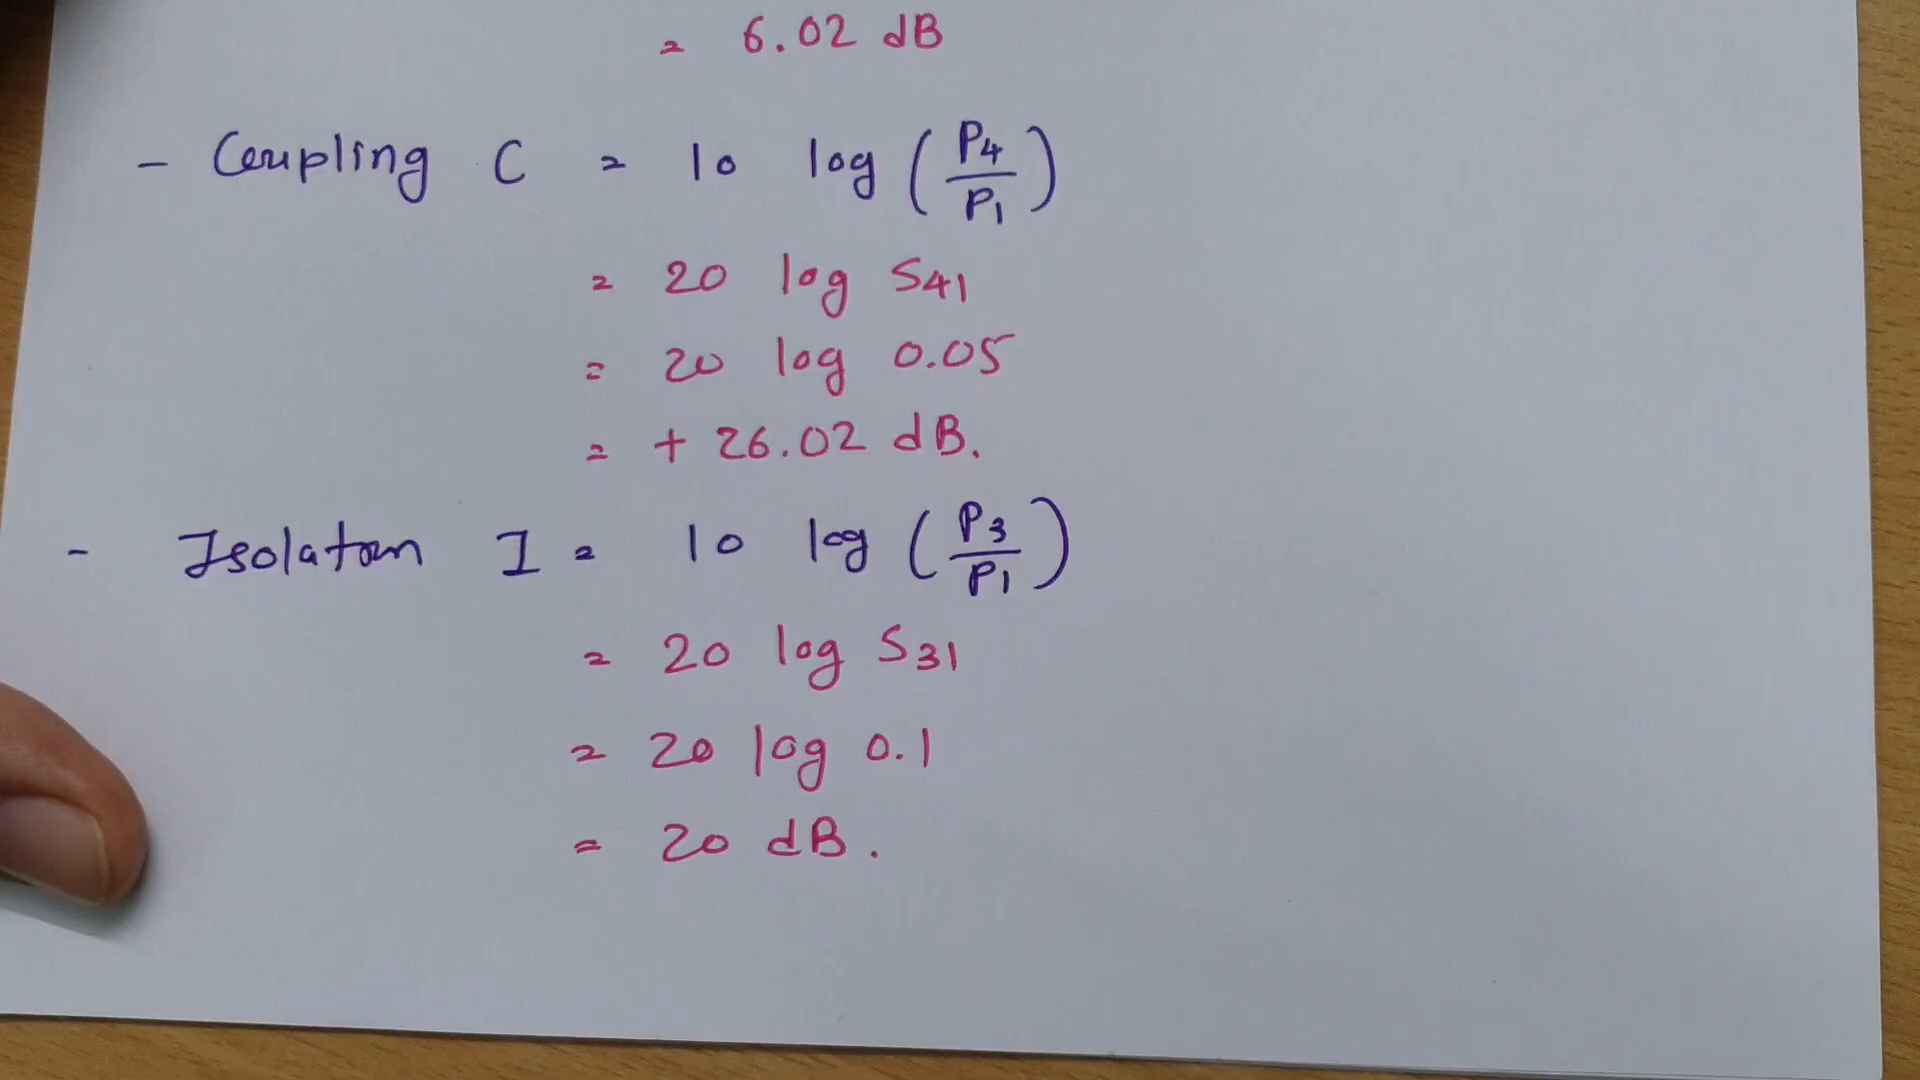 = 6.02 dB
- Coupling C = 10 log (P4/P1)
= 20 log S41
= 20 log 0.05
= + 26.02 dB.
- Isolation I = 10 log (P3/P1)
= 20 log S31
= 20 log 0.1
= 20 dB.